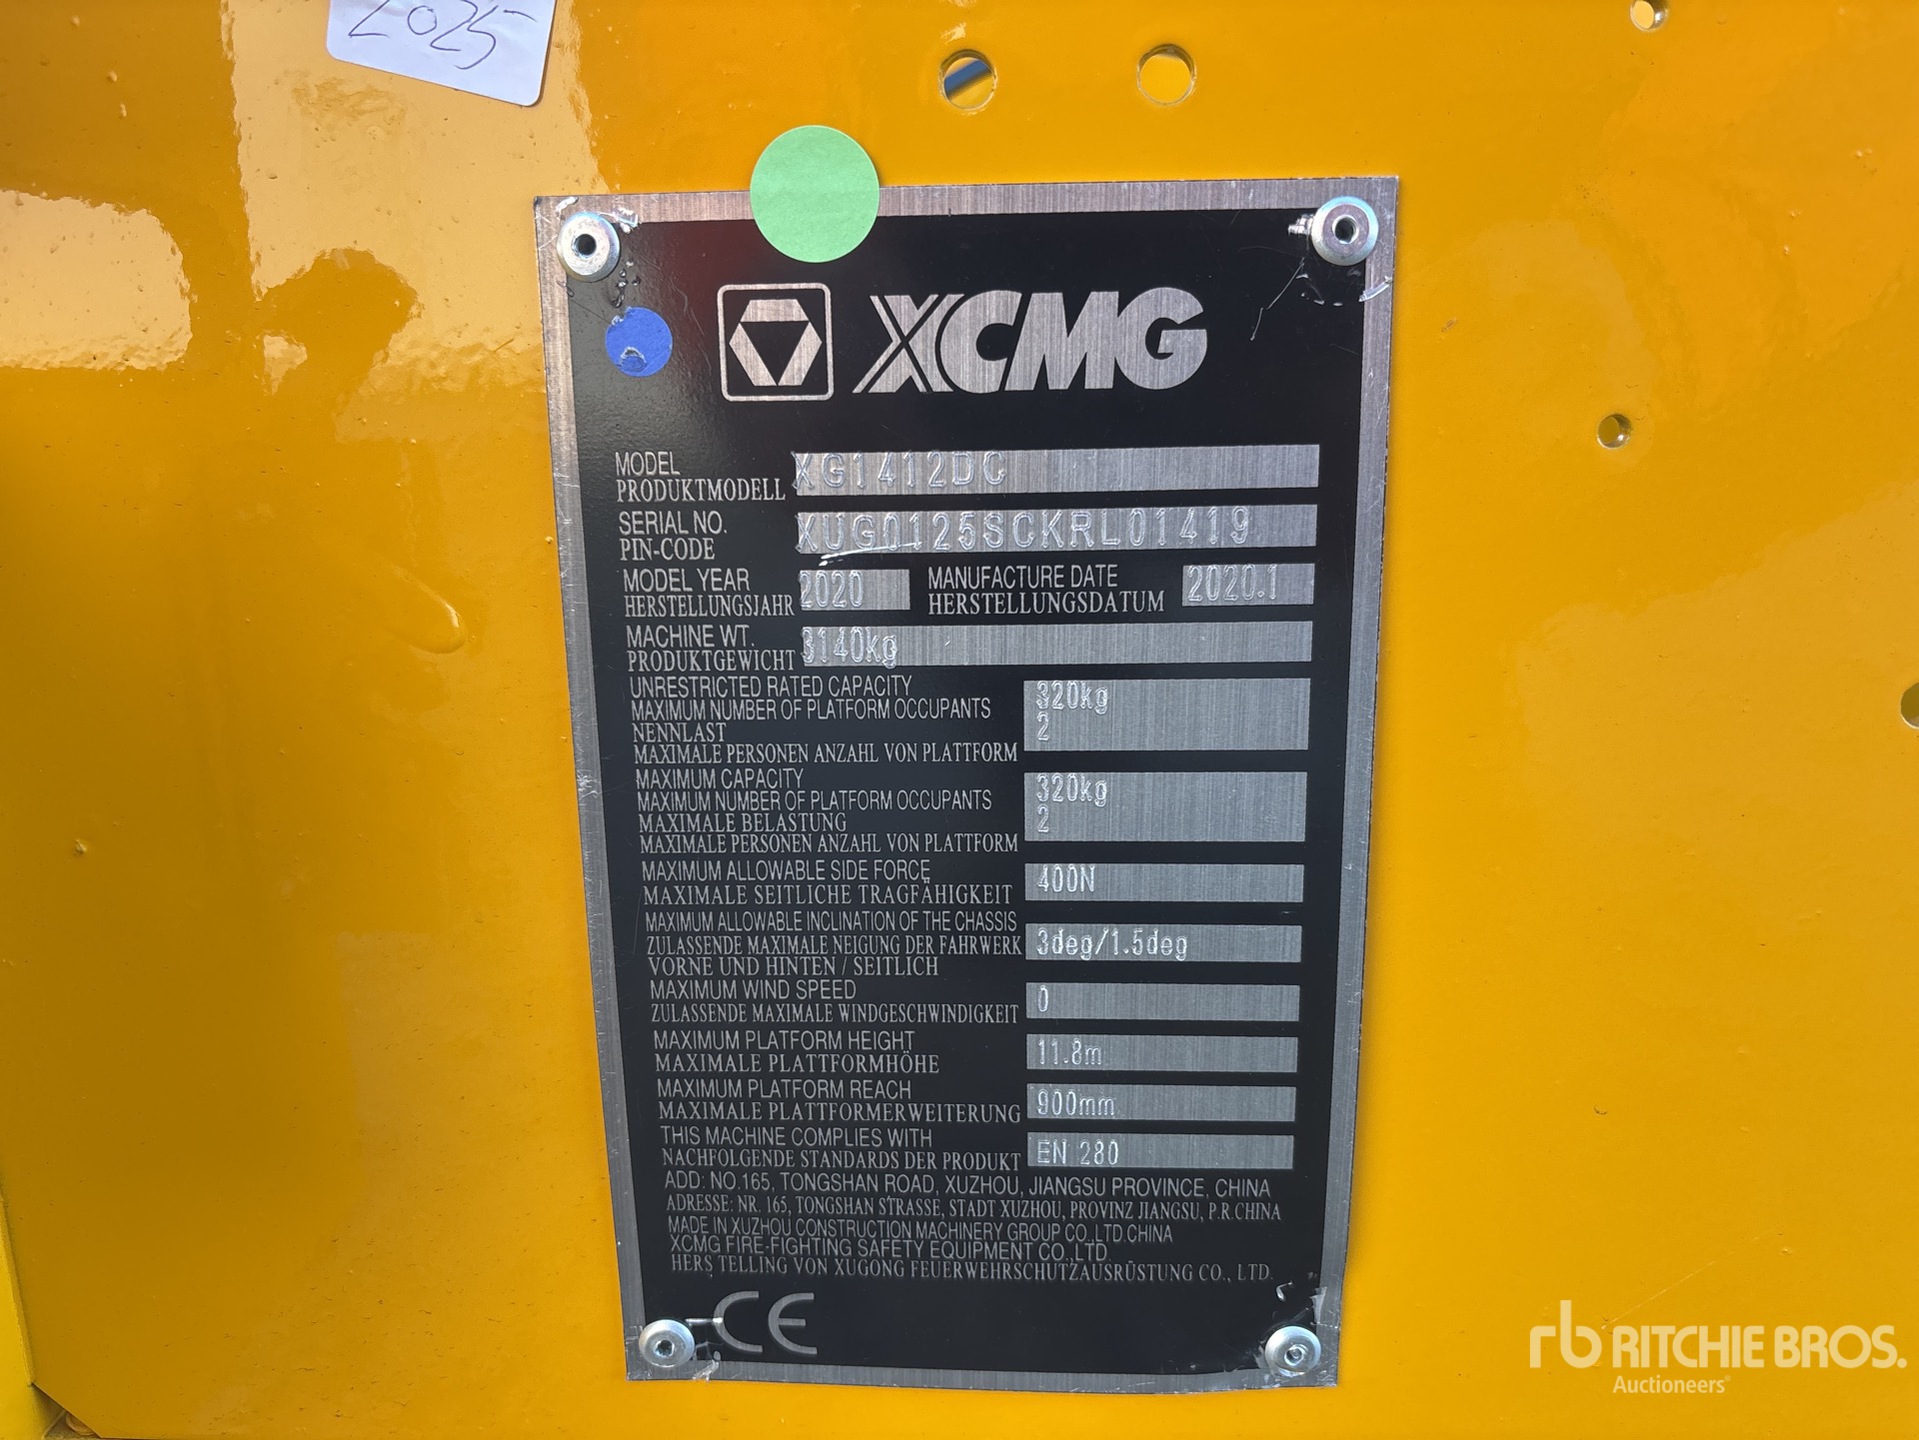 2025
XCMG
MODEL XG1412DC
PRODUKTMODELL
SERIAL NO. XUG0125SCKRL01419
PIN-CODE
MODEL YEAR 2020 MANUFACTURE DATE 2020.1
HERSTELLUNGSJAHR HERSTELLUNGSDATUM
MACHINE WT. 3140kg
PRODUKTGEWICHT
UNRESTRICTED RATED CAPACITY 320kg
MAXIMUM NUMBER OF PLATFORM OCCUPANTS 2
NENNLAST
MAXIMALE PERSONEN ANZAHL VON PLATTFORM
MAXIMUM CAPACITY 320kg
MAXIMUM NUMBER OF PLATFORM OCCUPANTS 2
MAXIMALE BELASTUNG
MAXIMALE PERSONEN ANZAHL VON PLATTFORM
MAXIMUM ALLOWABLE SIDE FORCE 400N
MAXIMALE SEITLICHE TRAGFÄHIGKEIT
MAXIMUM ALLOWABLE INCLINATION OF THE CHASSIS
ZULASSENDE MAXIMALE NEIGUNG DER FAHRWERK 3deg/1.5deg
VORNE UND HINTEN / SEITLICH
MAXIMUM WIND SPEED 0
ZULASSENDE MAXIMALE WINDGESCHWINDIGKEIT
MAXIMUM PLATFORM HEIGHT 11.8m
MAXIMALE PLATTFORMHÖHE
MAXIMUM PLATFORM REACH 900mm
MAXIMALE PLATTFORMERWEITERUNG
THIS MACHINE COMPLIES WITH EN 280
NACHFOLGENDE STANDARDS DER PRODUKT
ADD: NO.165, TONGSHAN ROAD, XUZHOU, JIANGSU PROVINCE, CHINA
ADRESSE: NR. 165, TONGSHAN STRASSE, STADT XUZHOU, PROVINZ JIANGSU, P.R.CHINA
MADE IN XUZHOU CONSTRUCTION MACHINERY GROUP CO.,LTD.CHINA
XCMG FIRE-FIGHTING SAFETY EQUIPMENT CO.,LTD.
HERS TELLING VON XUGONG FEUERWEHRSCHUTZAUSRÜSTUNG CO., LTD.
CE
rb RITCHIE BROS.
Auctioneers